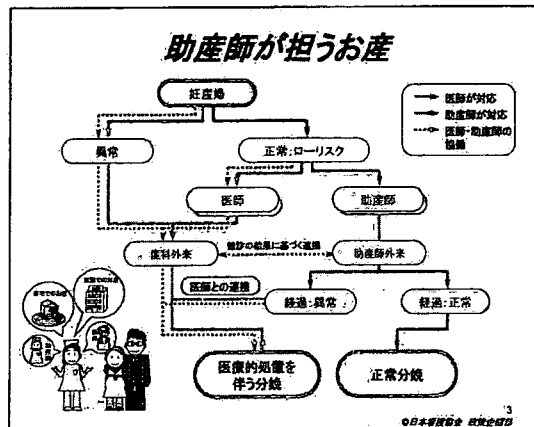 助産師が担うお産
妊産婦
医師が対応
助産師が対応
医師・助産師の
協働
異常
正常:ローリスク
医師
助産師
産科外来
健診の結果に基づく連携
助産師外来
医師との連携
経過:異常
経過:正常
医療的処置を
伴う分娩
正常分娩
3
©日本看護協会 政策企画部